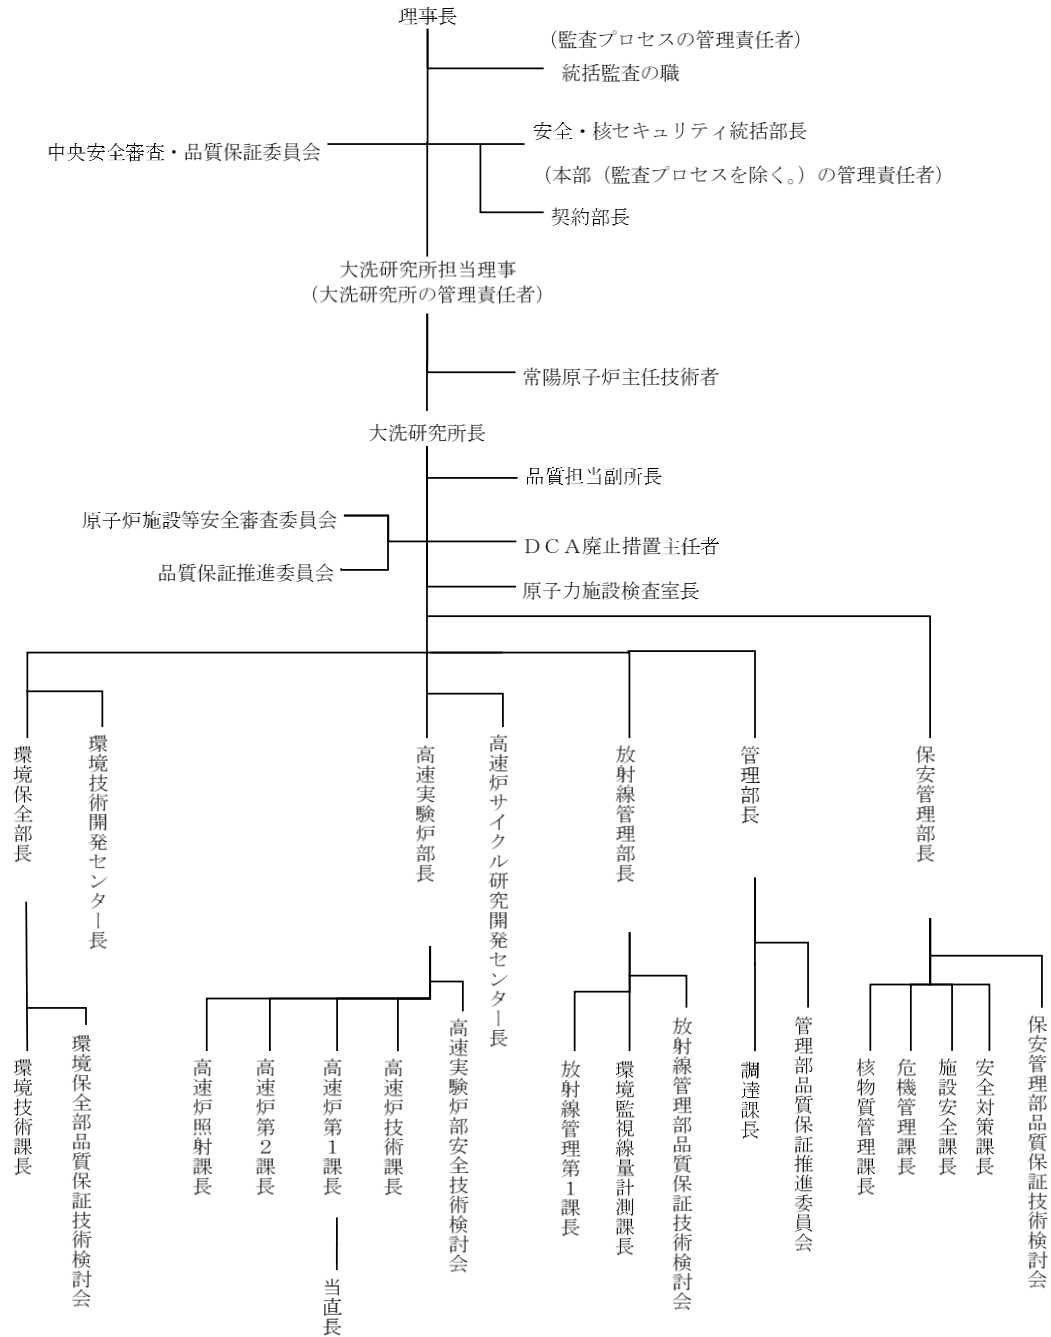 理事長
（監査プロセスの管理責任者）
統括監査の職
安全・核セキュリティ統括部長
中央安全審査・品質保証委員会
（本部（監査プロセスを除く。）の管理責任者）
契約部長
大洗研究所担当理事
（大洗研究所の管理責任者）
常陽原子炉主任技術者
大洗研究所長
品質担当副所長
原子炉施設等安全審査委員会
ＤＣＡ廃止措置主任者
品質保証推進委員会
原子力施設検査室長
環境保全部長
環境技術開発センター長
高速実験炉部長
高速炉サイクル研究開発センター長
放射線管理部長
管理部長
保安管理部長
環境技術課長
環境保全部品質保証技術検討会
高速炉照射課長
高速炉第２課長
高速炉第１課長
高速炉技術課長
高速実験炉部安全技術検討会
放射線管理第１課長
環境監視線量計測課長
放射線管理部品質保証技術検討会
調達課長
管理部品質保証推進委員会
核物質管理課長
危機管理課長
施設安全課長
安全対策課長
保安管理部品質保証技術検討会
当直長